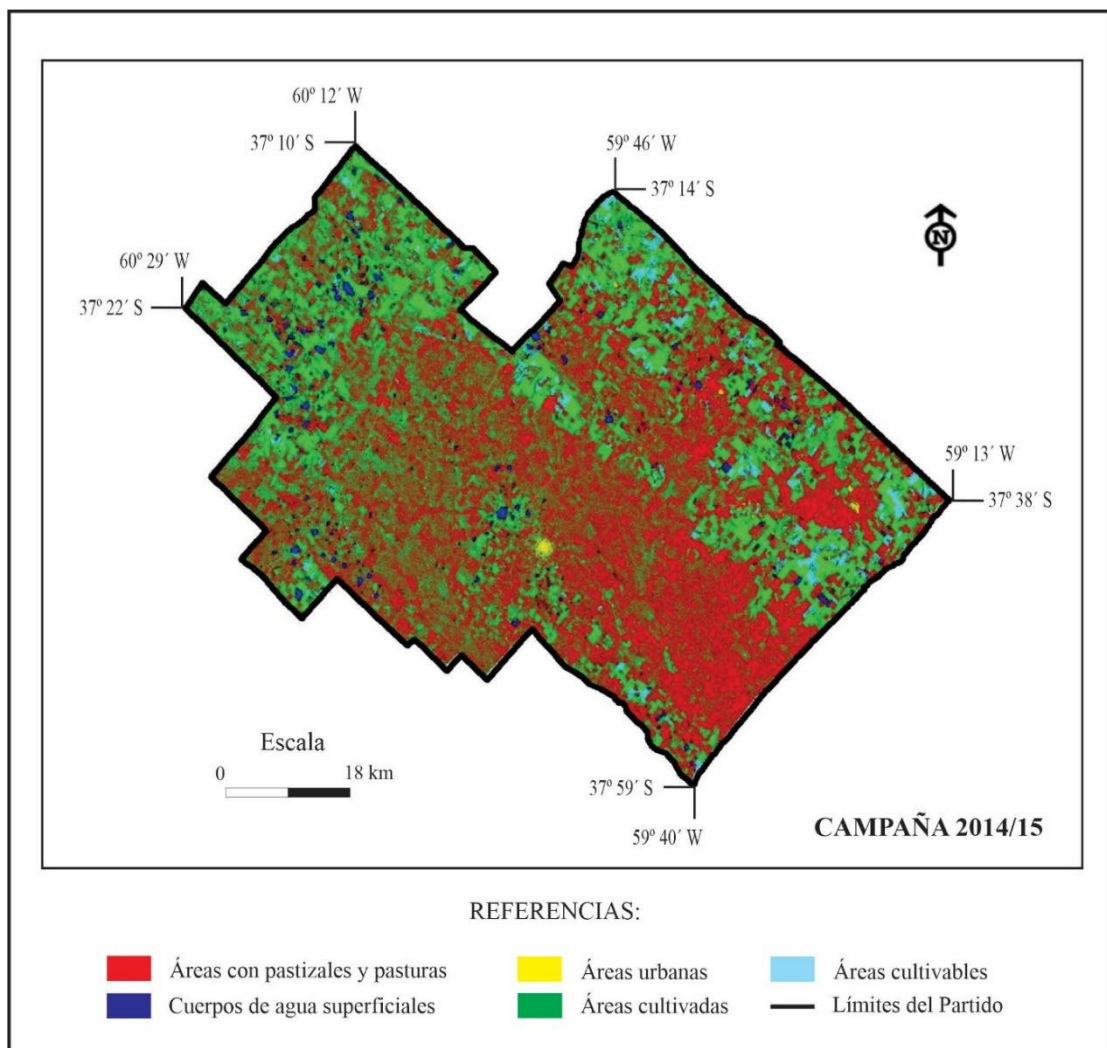 60º 12´ W
37º 10´ S
59º 46´ W
37º 14´ S
N
60º 29´ W
37º 22´ S
59º 13´ W
37º 38´ S
Escala
0 18 km
37º 59´ S
59º 40´ W
CAMPAÑA 2014/15
REFERENCIAS:
Áreas con pastizales y pasturas
Áreas urbanas
Áreas cultivables
Cuerpos de agua superficiales
Áreas cultivadas
Límites del Partido